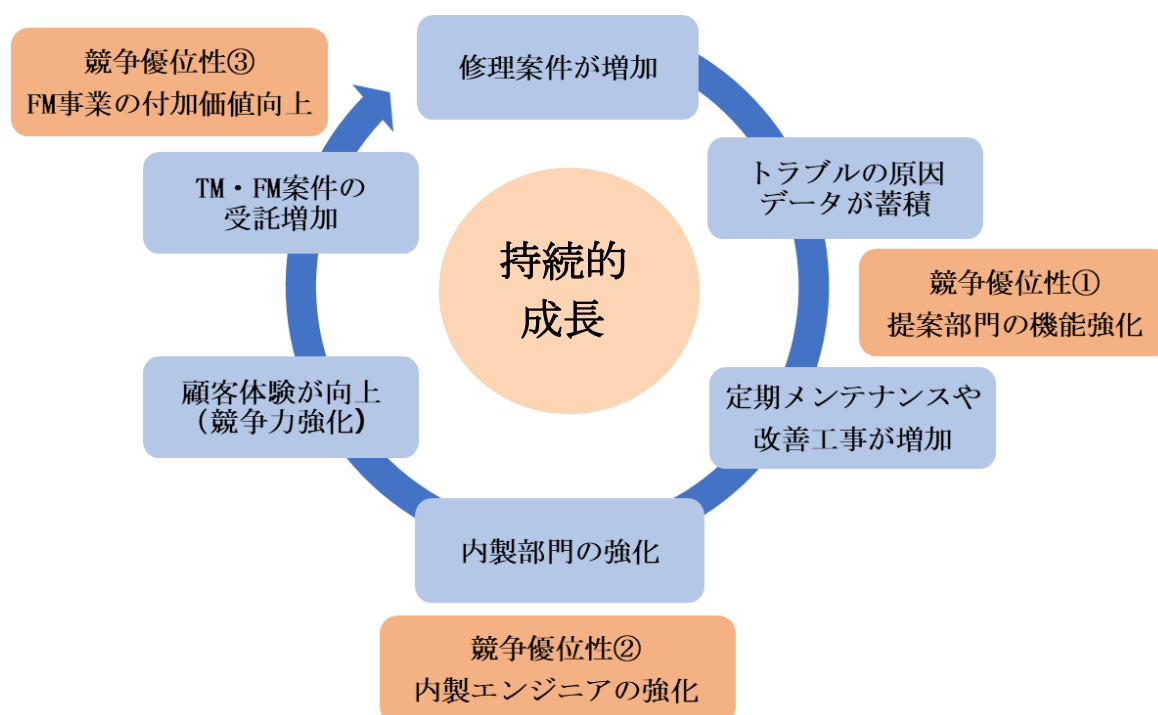 競争優位性③
FM事業の付加価値向上
修理案件が増加
トラブルの原因
データが蓄積
競争優位性①
提案部門の機能強化
定期メンテナンスや
改善工事が増加
内製部門の強化
競争優位性②
内製エンジニアの強化
顧客体験が向上
(競争力強化)
TM・FM案件の
受託増加
持続的
成長